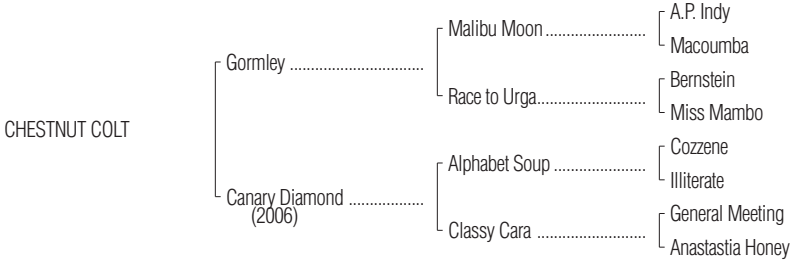 A.P. Indy
Malibu Moon ........................
Macoumba
Gormley ................................
Bernstein
Race to Urga..........................
Miss Mambo
CHESTNUT COLT
Cozzene
Alphabet Soup ......................
Illiterate
Canary Diamond ..................
(2006)
General Meeting
Classy Cara ..........................
Anastastia Honey